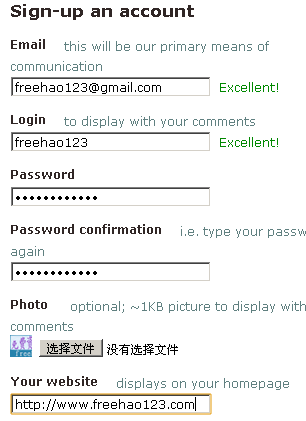 Sign-up an account
Email this will be our primary means of
communication
freehao123@gmail.com Excellent!
Login to display with your comments
freehao123 Excellent!
Password
••••••••••••
Password confirmation i.e. type your passw
again
••••••••••••
Photo optional; ~1KB picture to display with
comments
free 选择文件 没有选择文件
Your website displays on your homepage
http://www.freehao123.com